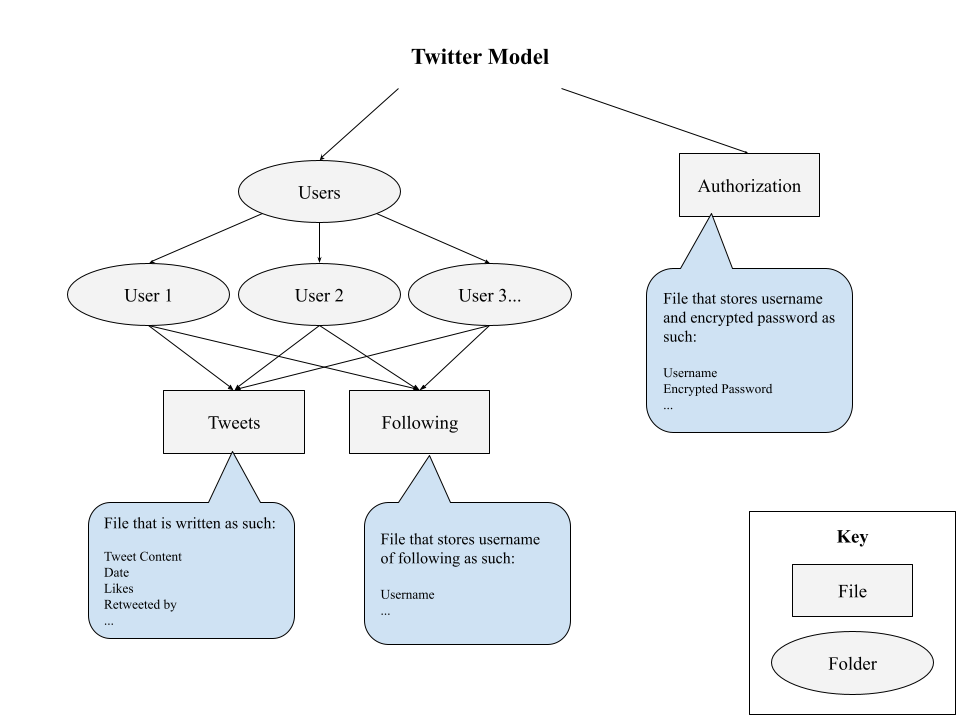 Twitter Model
Users
Authorization
User 1
User 2
User 3...
File that stores username
and encrypted password as
such:
Username
Encrypted Password
...
Tweets
Following
File that is written as such:
Tweet Content
Date
Likes
Retweeted by
...
File that stores username
of following as such:
Username
...
Key
File
Folder